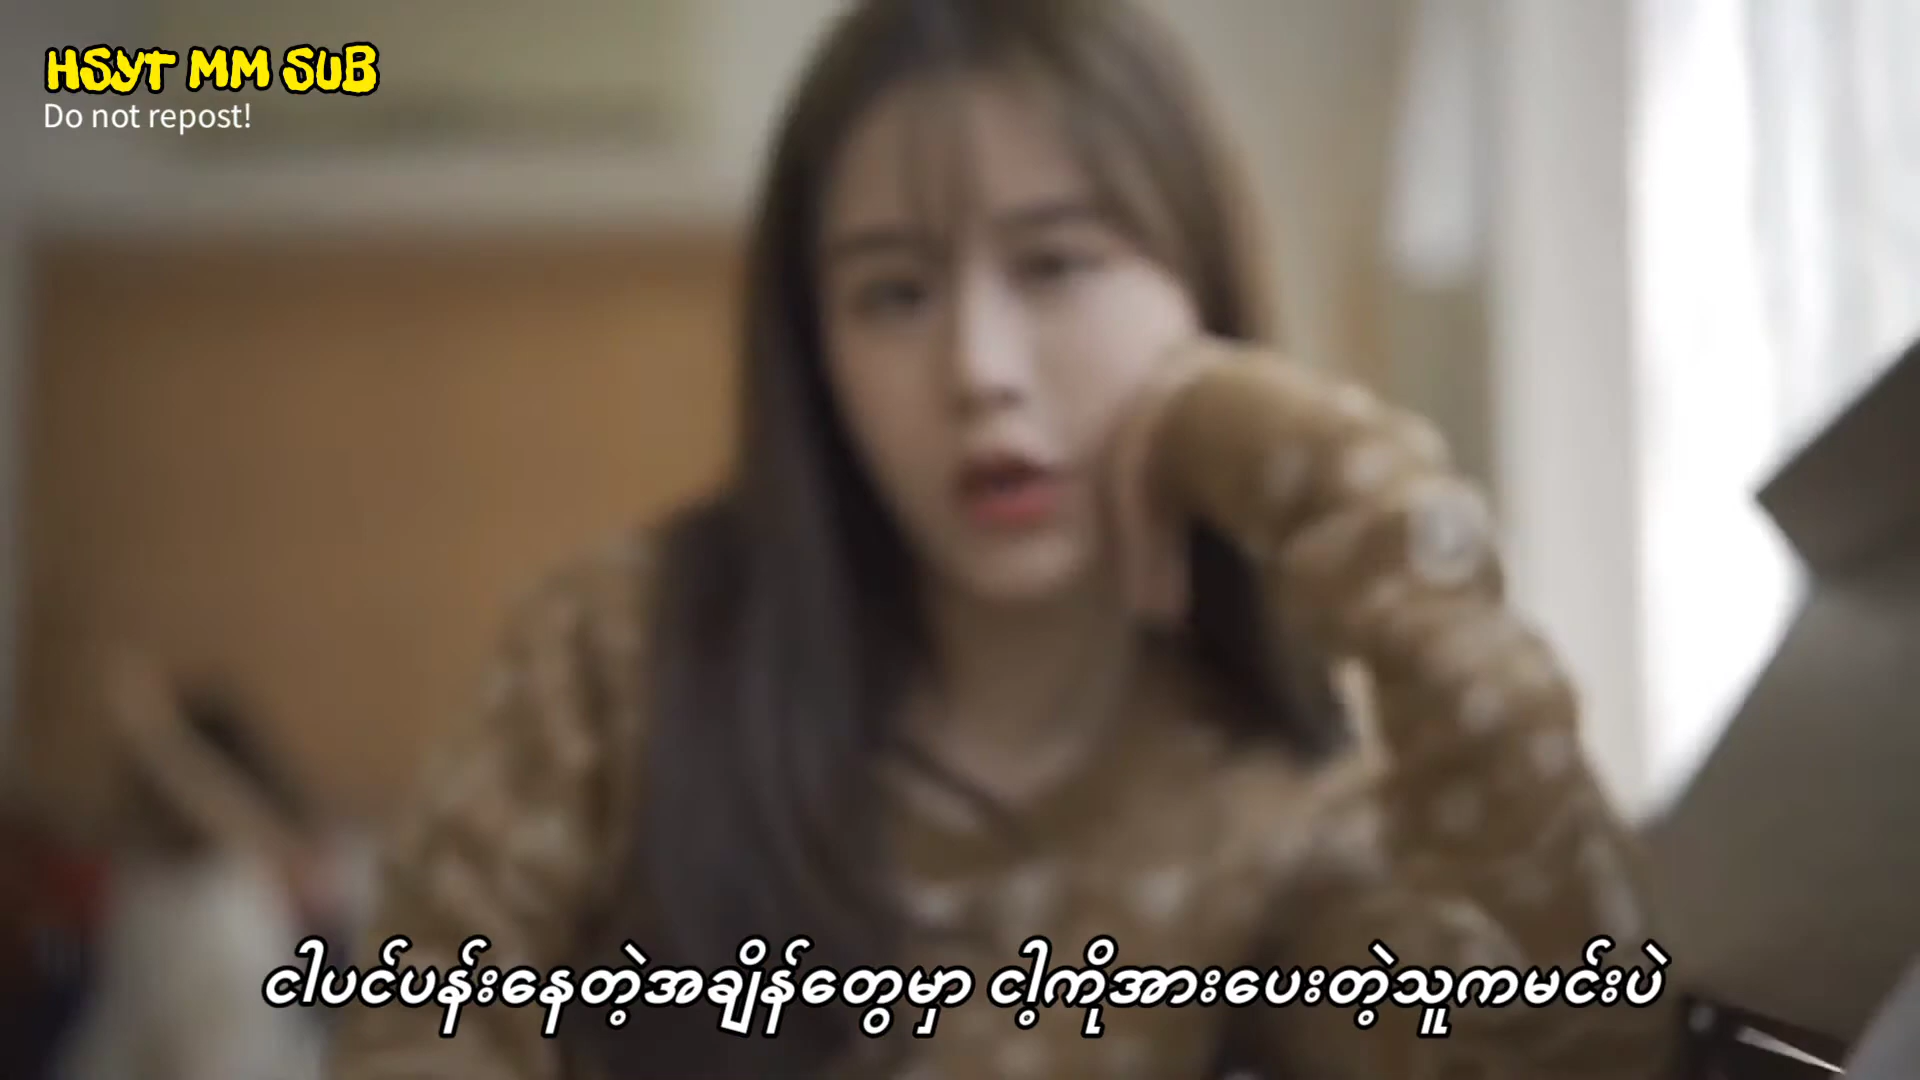 HSYT MM SUB
Do not repost!
ငါပင်ပန်းနေတဲ့အချိန်တွေမှာ ငါ့ကိုအားပေးတဲ့သူကမင်းပဲ